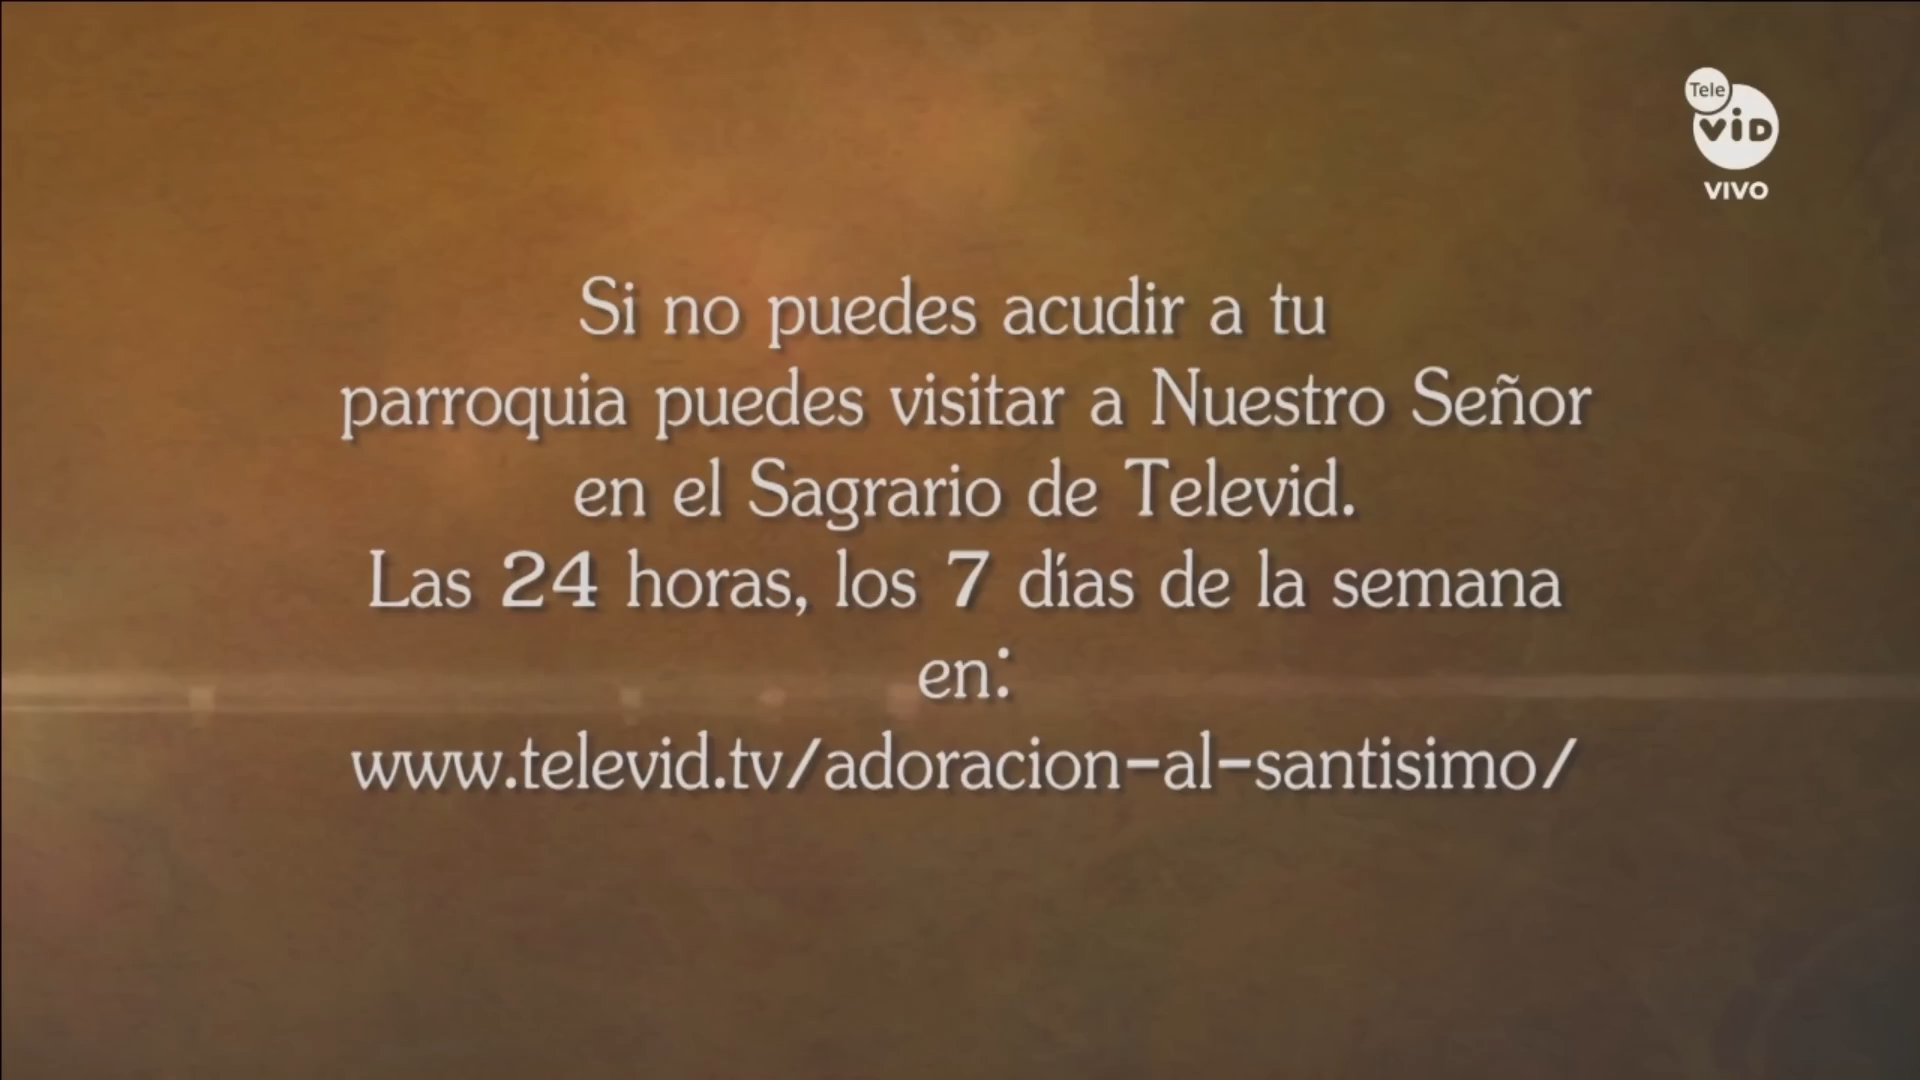 Tele
ViD
VIVO
Si no puedes acudir a tu
parroquia puedes visitar a Nuestro Señor
en el Sagrario de Televid.
Las 24 horas, los 7 días de la semana
en:
www.televid.tv/adoracion-al-santisimo/